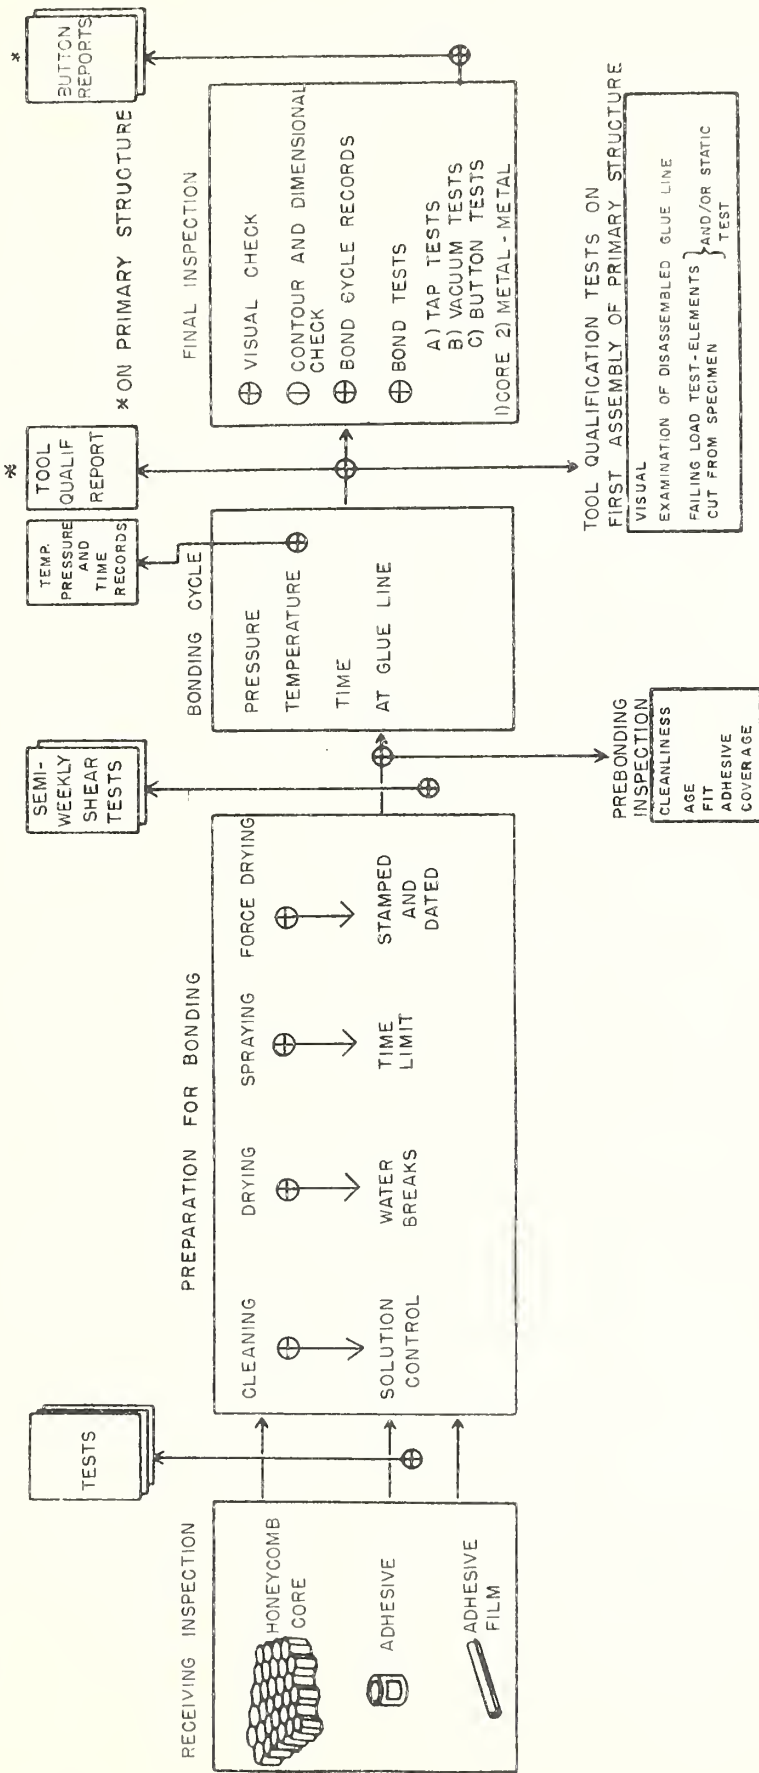 RECEIVING INSPECTION
HONEYCOMB
CORE
ADHESIVE
ADHESIVE
FILM
TESTS
PREPARATION FOR BONDING
CLEANING
SOLUTION
CONTROL
DRYING
WATER
BREAKS
SPRAYING
TIME
LIMIT
FORCE DRYING
STAMPED
AND
DATED
SEMI-
WEEKLY
SHEAR
TESTS
PREBONDING
INSPECTION
CLEANLINESS
AGE
FIT
ADHESIVE
COVERAGE
BONDING CYCLE
PRESSURE
TEMPERATURE
TIME
AT GLUE LINE
TEMP.
PRESSURE
AND
TIME
RECORDS
*
TOOL
QUALIF
REPORT
* ON PRIMARY STRUCTURE
TOOL QUALIFICATION TESTS ON
FIRST ASSEMBLY OF PRIMARY STRUCTURE
VISUAL
EXAMINATION OF DISASSEMBLED GLUE LINE
FAILING LOAD TEST-ELEMENTS
CUT FROM SPECIMEN
AND/OR STATIC
TEST
FINAL INSPECTION
VISUAL CHECK
CONTOUR AND DIMENSIONAL
CHECK
BOND CYCLE RECORDS
BOND TESTS
A) TAP TESTS
B) VACUUM TESTS
C) BUTTON TESTS
1) CORE 2) METAL-METAL
*
BUTTON
REPORTS